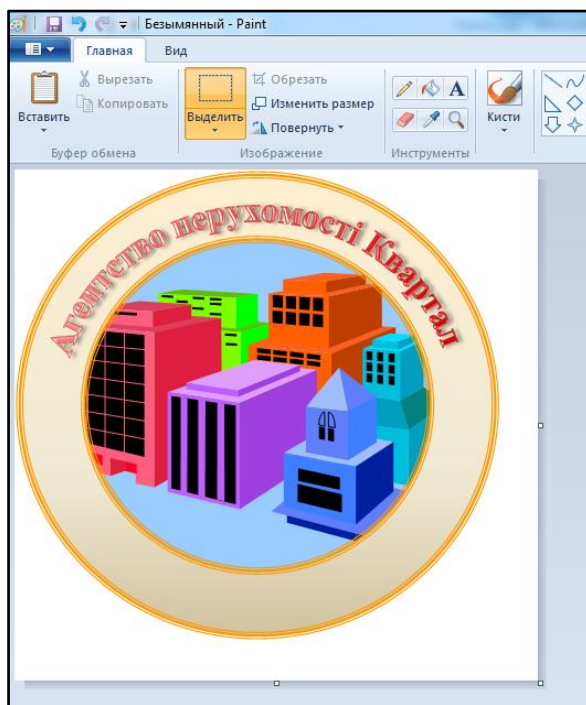 Безымянный - Paint
Главная Вид
Вставить
Вырезать
Копировать
Буфер обмена
Выделить
Обрезать
Изменить размер
Повернуть
Изображение
A
Инструменты
Кисти
Агентство нерухомості Квартал